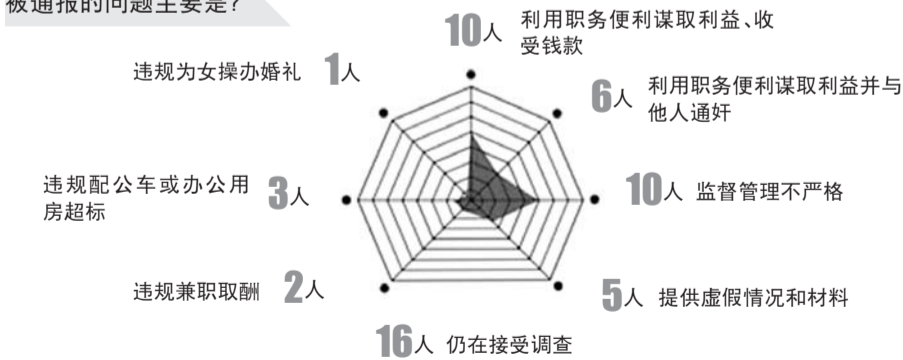 被通报的问题主要是?
10人 利用职务便利谋取利益、收
受钱款
违规为女操办婚礼 1人
6人 利用职务便利谋取利益并与
他人通奸
违规配公车或办公用
房超标 3人
10人 监督管理不严格
违规兼职取酬 2人
5人 提供虚假情况和材料
16人 仍在接受调查